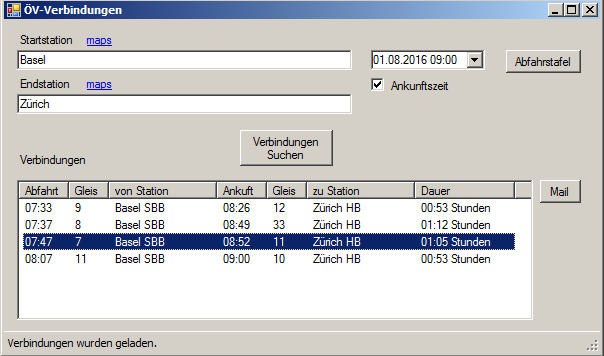 ÖV-Verbindungen
Startstation maps
Basel
01.08.2016 09:00
Abfahrstafel
Endstation maps
Ankunftszeit
Zürich
Verbindungen
Suchen
Verbindungen
Abfahrt Gleis von Station Ankuft Gleis zu Station Dauer
07:33 9 Basel SBB 08:26 12 Zürich HB 00:53 Stunden
07:37 8 Basel SBB 08:49 33 Zürich HB 01:12 Stunden
07:47 7 Basel SBB 08:52 11 Zürich HB 01:05 Stunden
08:07 11 Basel SBB 09:00 10 Zürich HB 00:53 Stunden
Mail
Verbindungen wurden geladen.